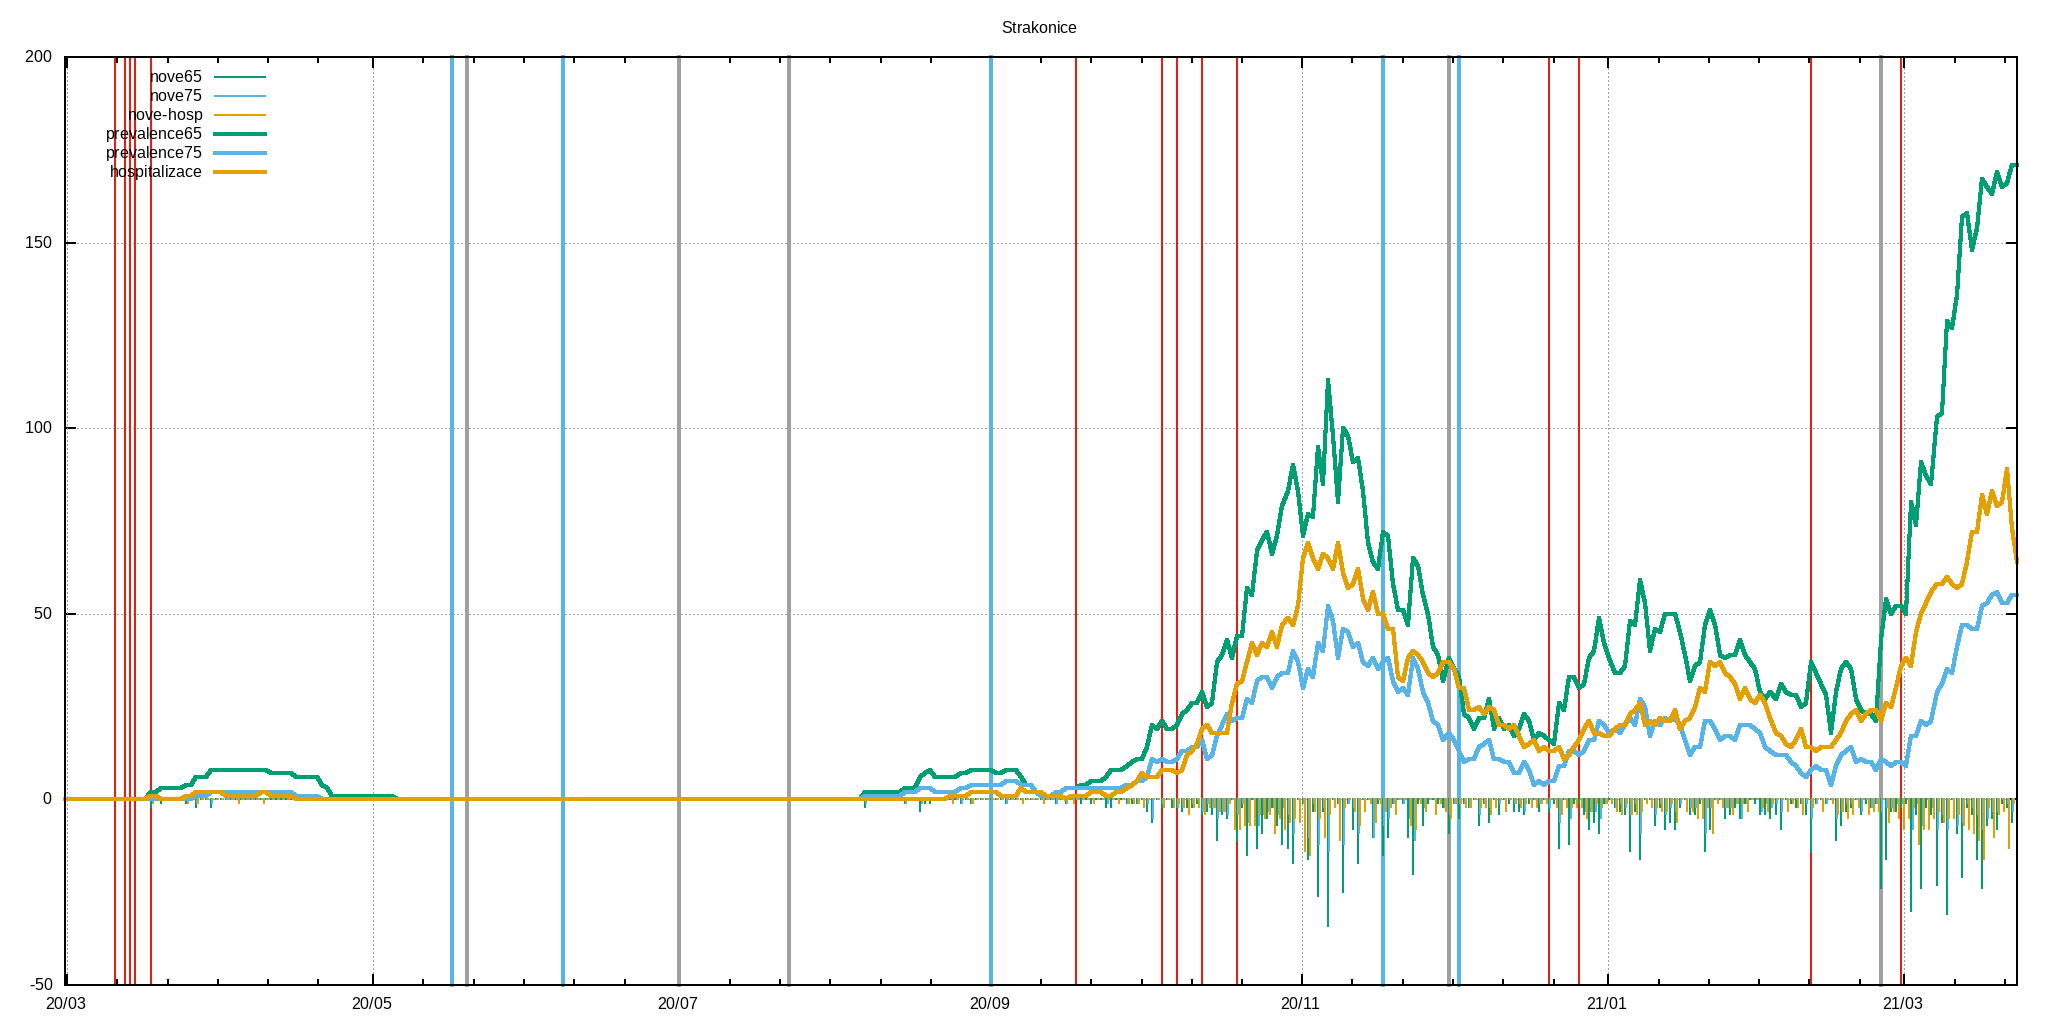 Strakonice
200
150
100
50
0
-50
nove65
nove75
nove-hosp
prevalence65
prevalence75
hospitalizace
20/03 20/05 20/07 20/09 20/11 21/01 21/03